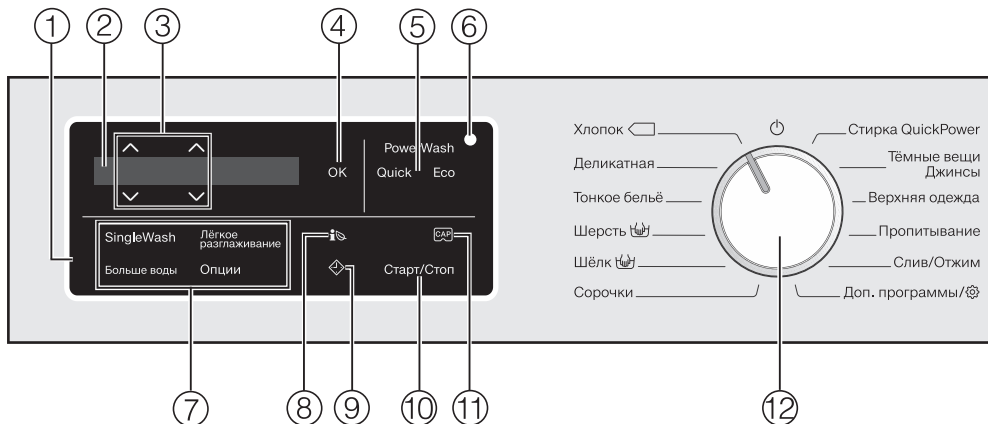 ① ② ③ ④ ⑤ ⑥
PowerWash
OK Quick Eco
SingleWash Лёгкое разглаживание
Больше воды Опции
CAP
Старт/Стоп
Хлопок
Деликатная
Тонкое бельё
Шерсть
Шёлк
Сорочки
Стирка QuickPower
Тёмные вещи
Джинсы
Верхняя одежда
Пропитывание
Слив/Отжим
Доп. программы/
⑦ ⑧ ⑨ ⑩ ⑪ ⑫